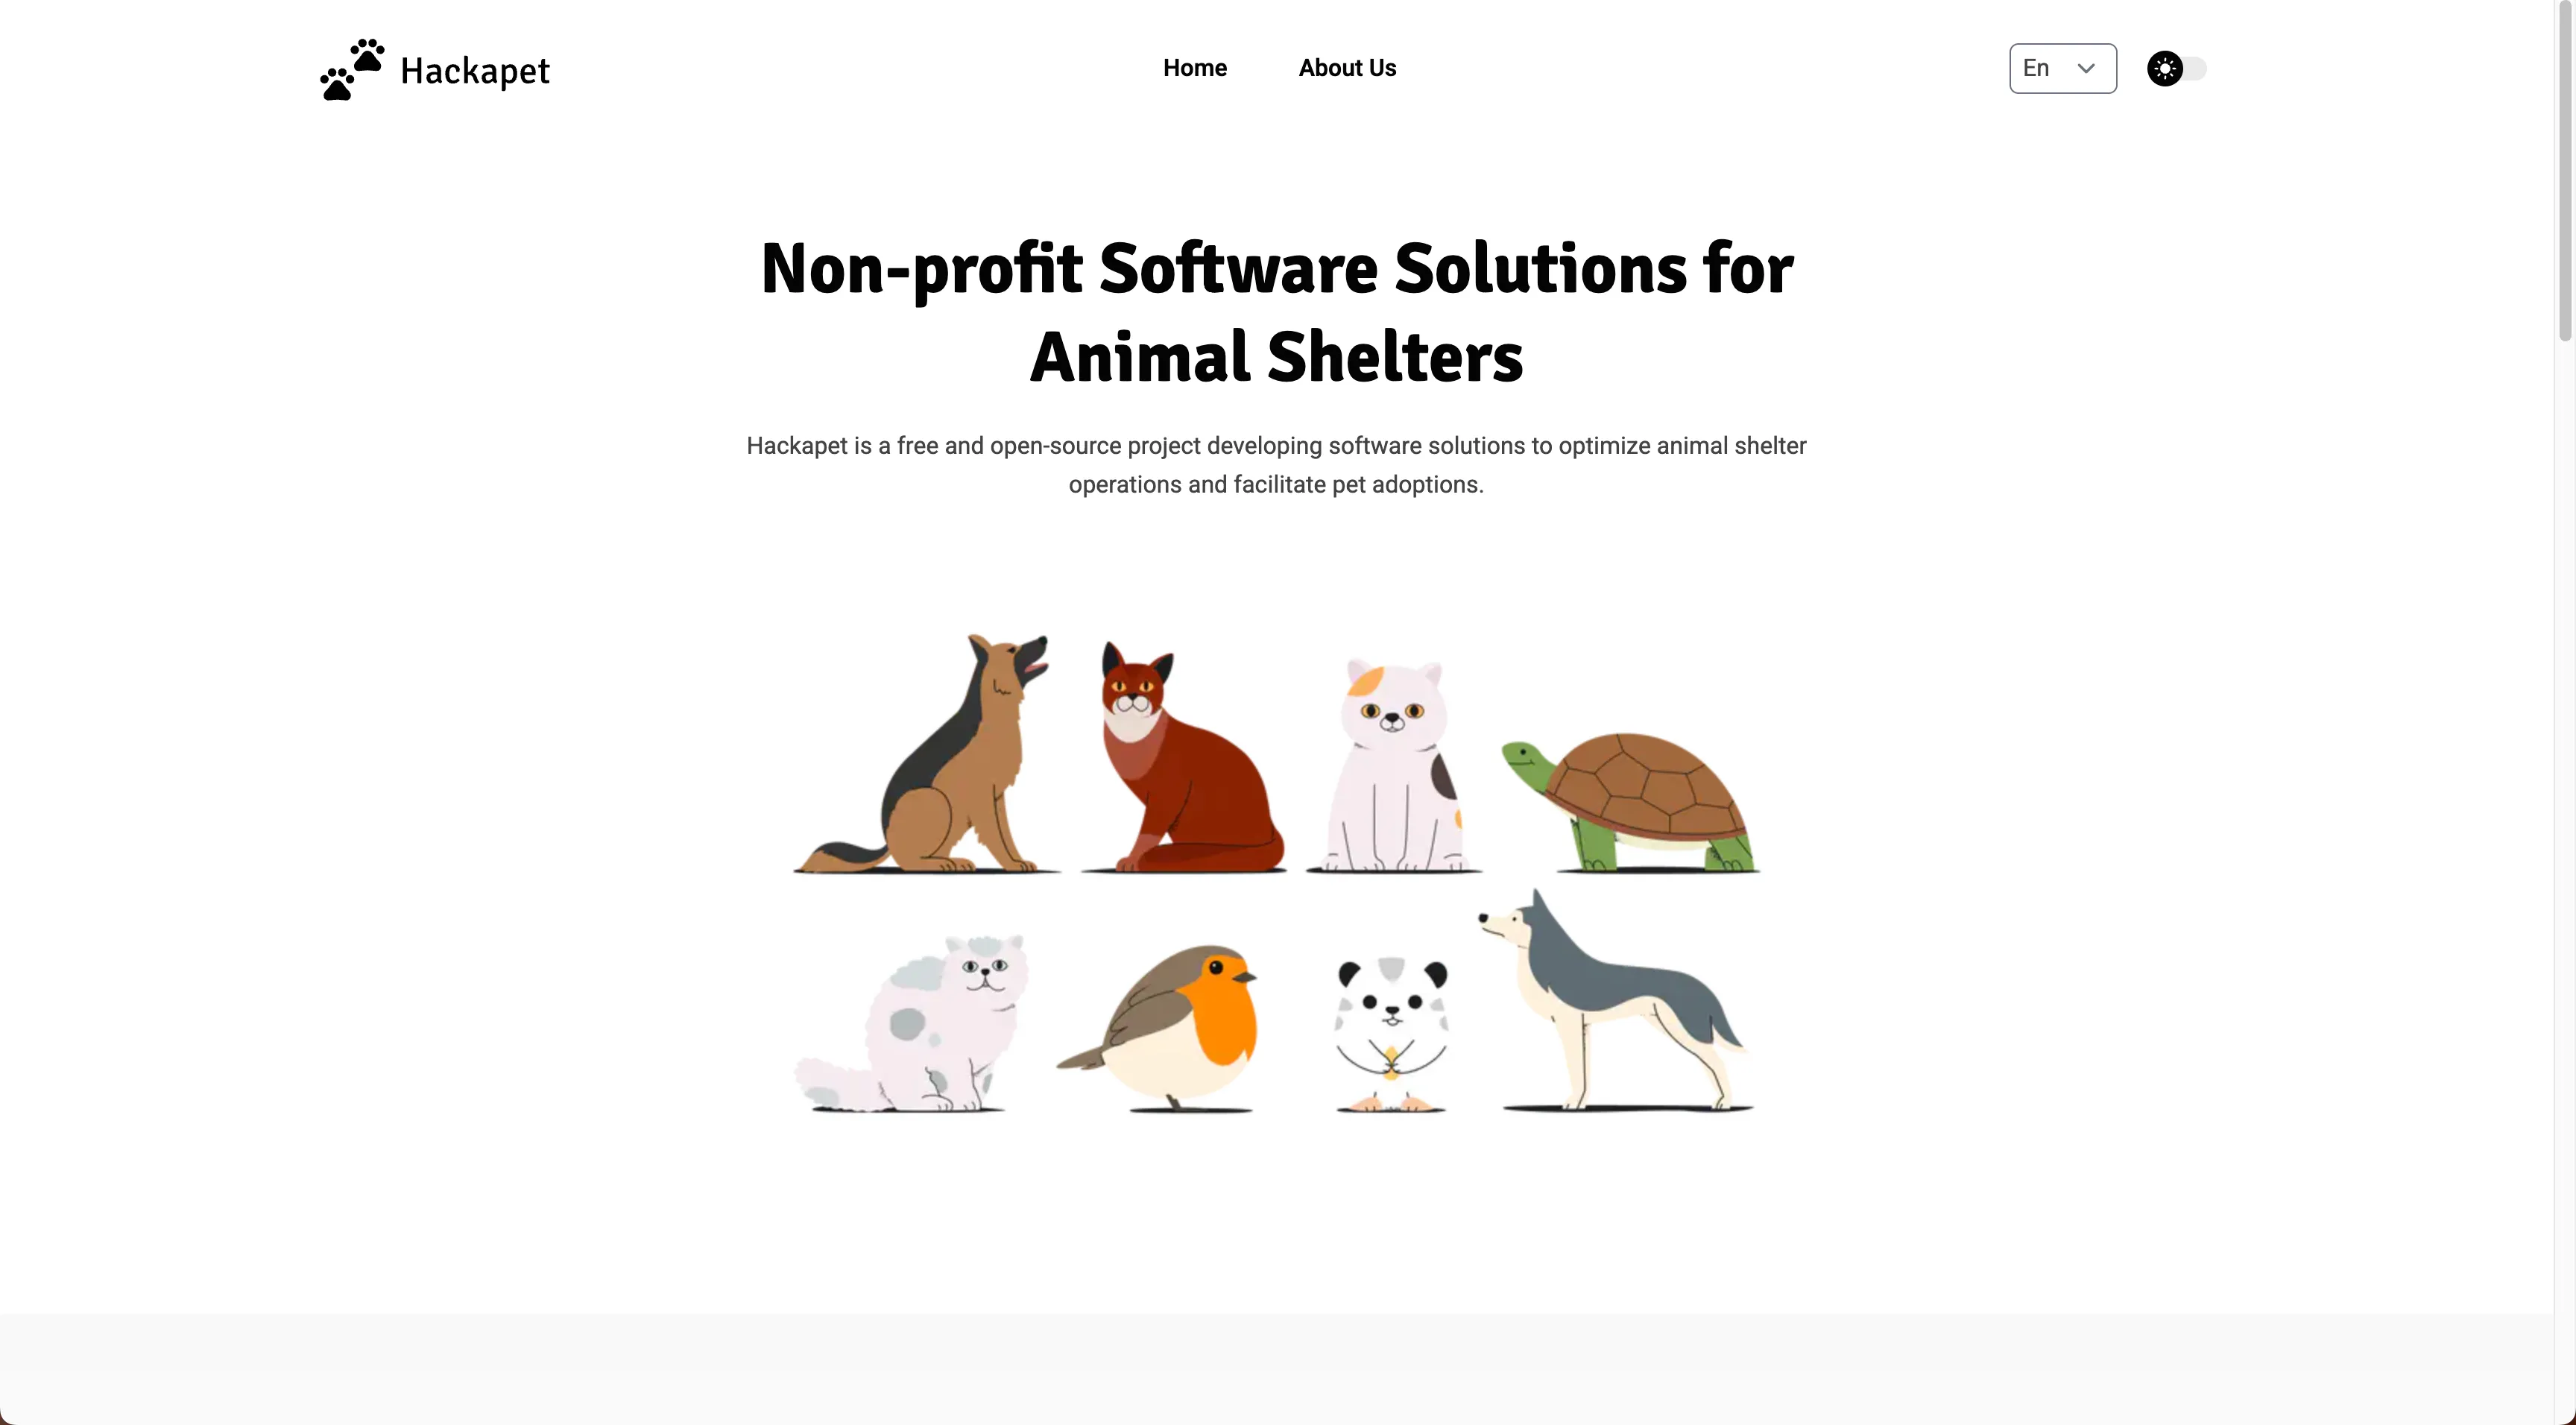 Hackapet
Home
About Us
En
Non-profit Software Solutions for
Animal Shelters
Hackapet is a free and open-source project developing software solutions to optimize animal shelter
operations and facilitate pet adoptions.